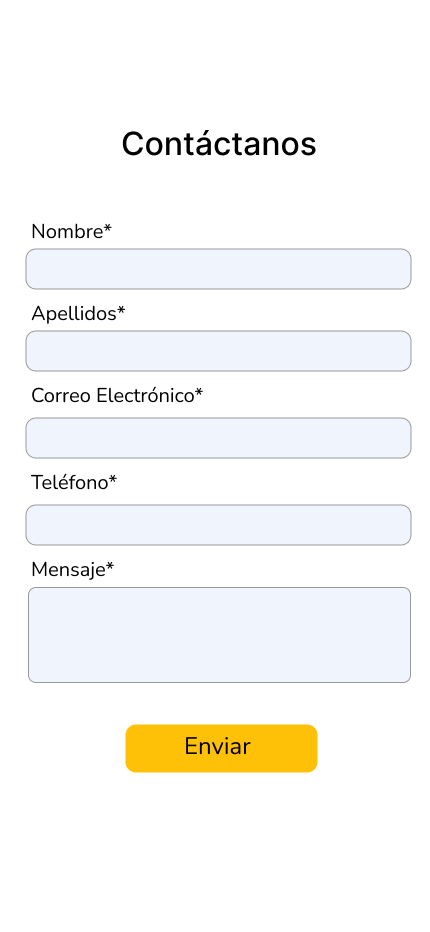 Contáctanos
Nombre*
Apellidos*
Correo Electrónico*
Teléfono*
Mensaje*
Enviar